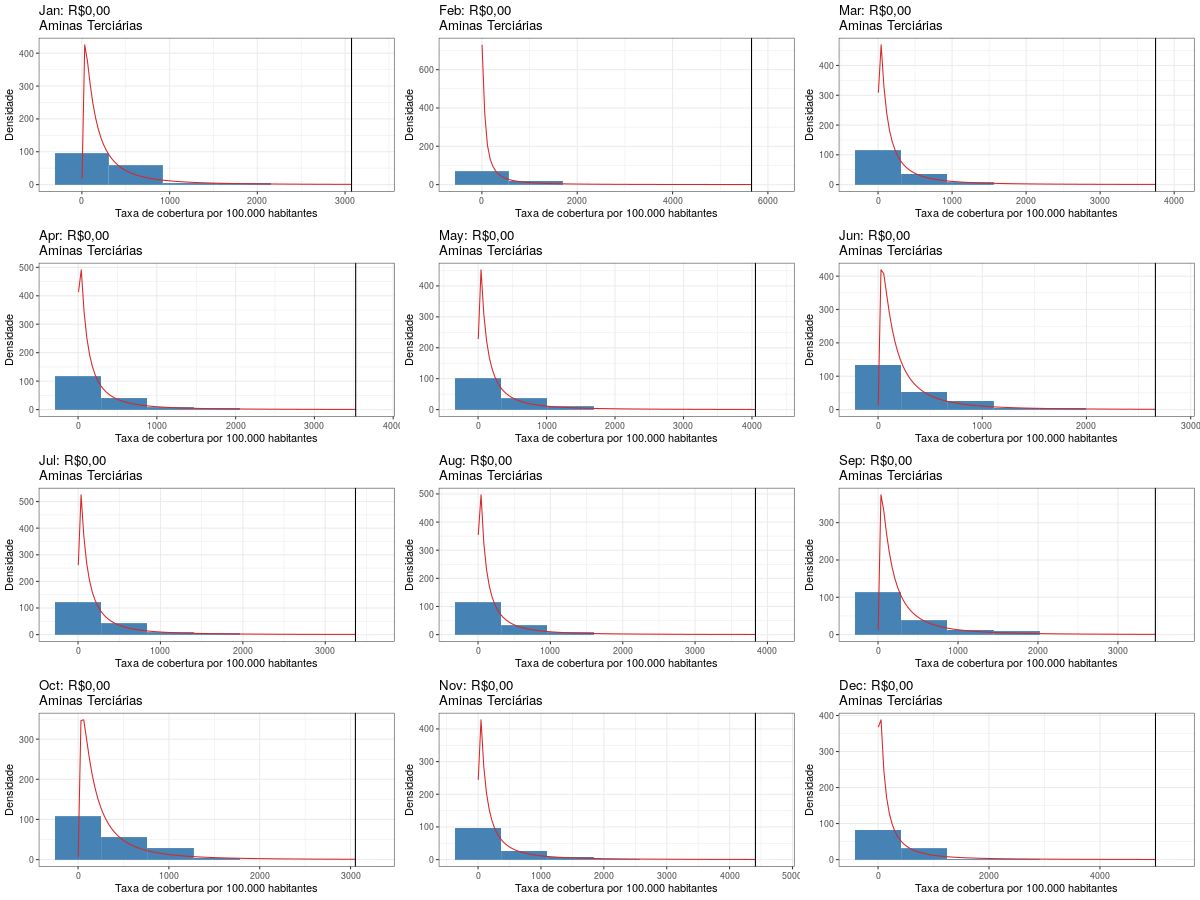 Jan: R$0,00
Aminas Terciárias
Densidade
400
300
200
100
0
0 1000 2000 3000
Taxa de cobertura por 100.000 habitantes
Feb: R$0,00
Aminas Terciárias
Densidade
600
400
200
0
0 2000 4000 6000
Taxa de cobertura por 100.000 habitantes
Mar: R$0,00
Aminas Terciárias
Densidade
400
300
200
100
0
0 1000 2000 3000 4000
Taxa de cobertura por 100.000 habitantes
Apr: R$0,00
Aminas Terciárias
Densidade
500
400
300
200
100
0
0 1000 2000 3000 4000
Taxa de cobertura por 100.000 habitantes
May: R$0,00
Aminas Terciárias
Densidade
400
300
200
100
0
0 1000 2000 3000 4000
Taxa de cobertura por 100.000 habitantes
Jun: R$0,00
Aminas Terciárias
Densidade
400
300
200
100
0
0 1000 2000 3000
Taxa de cobertura por 100.000 habitantes
Jul: R$0,00
Aminas Terciárias
Densidade
500
400
300
200
100
0
0 1000 2000 3000
Taxa de cobertura por 100.000 habitantes
Aug: R$0,00
Aminas Terciárias
Densidade
500
400
300
200
100
0
0 1000 2000 3000 4000
Taxa de cobertura por 100.000 habitantes
Sep: R$0,00
Aminas Terciárias
Densidade
300
200
100
0
0 1000 2000 3000
Taxa de cobertura por 100.000 habitantes
Oct: R$0,00
Aminas Terciárias
Densidade
300
200
100
0
0 1000 2000 3000
Taxa de cobertura por 100.000 habitantes
Nov: R$0,00
Aminas Terciárias
Densidade
400
300
200
100
0
0 1000 2000 3000 4000 5000
Taxa de cobertura por 100.000 habitantes
Dec: R$0,00
Aminas Terciárias
Densidade
400
300
200
100
0
0 2000 4000
Taxa de cobertura por 100.000 habitantes